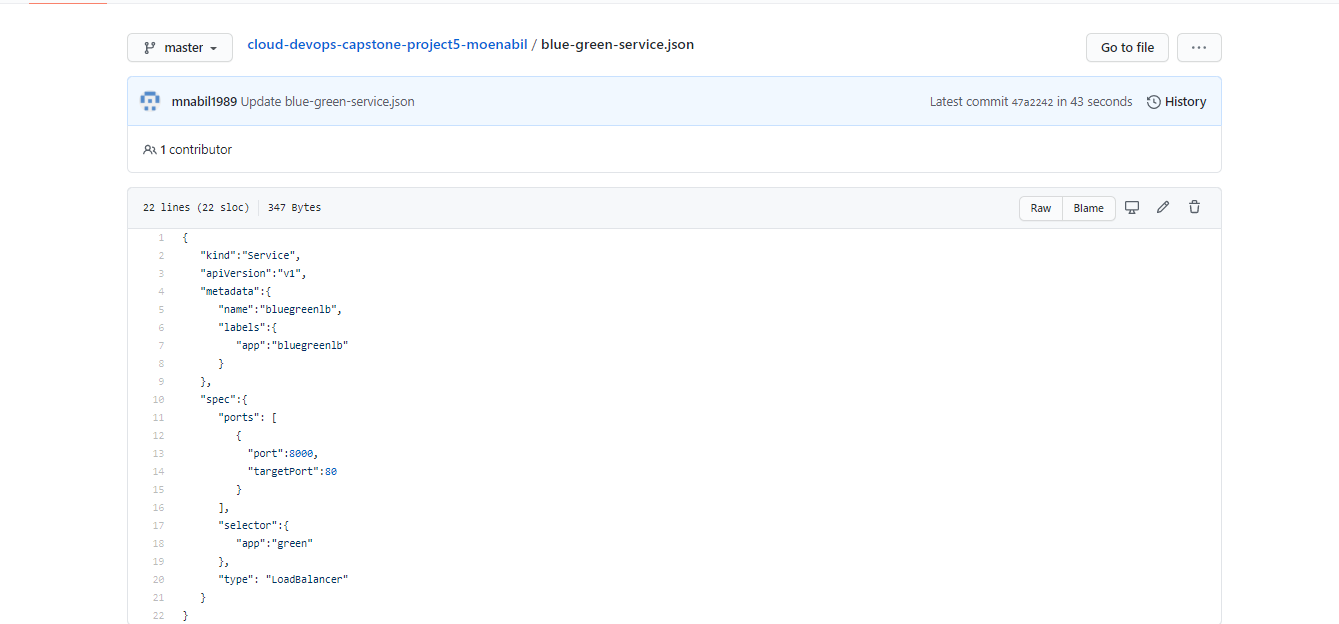 master
cloud-devops-capstone-project5-moenabil / blue-green-service.json
Go to file
...
mnabil1989 Update blue-green-service.json
Latest commit 47a2242 in 43 seconds
History
1 contributor
22 lines (22 sloc) 347 Bytes
Raw
Blame
1 {
2 "kind":"Service",
3 "apiVersion":"v1",
4 "metadata":{
5 "name":"bluegreenlb",
6 "labels":{
7 "app":"bluegreenlb"
8 }
9 },
10 "spec":{
11 "ports": [
12 {
13 "port":8000,
14 "targetPort":80
15 }
16 ],
17 "selector":{
18 "app":"green"
19 },
20 "type": "LoadBalancer"
21 }
22 }